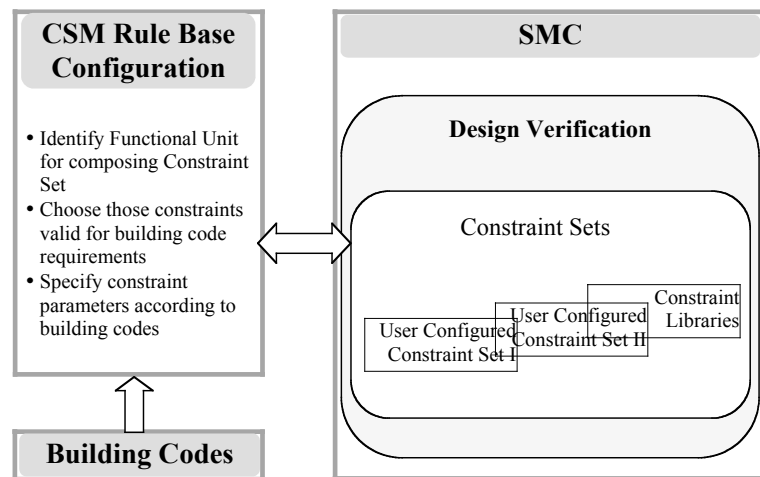 CSM Rule Base
Configuration
• Identify Functional Unit
for composing Constraint
Set
• Choose those constraints
valid for building code
requirements
• Specify constraint
parameters according to
building codes
Building Codes
SMC
Design Verification
Constraint Sets
User Configured
Constraint Set I
User Configured
Constraint Set II
Constraint
Libraries